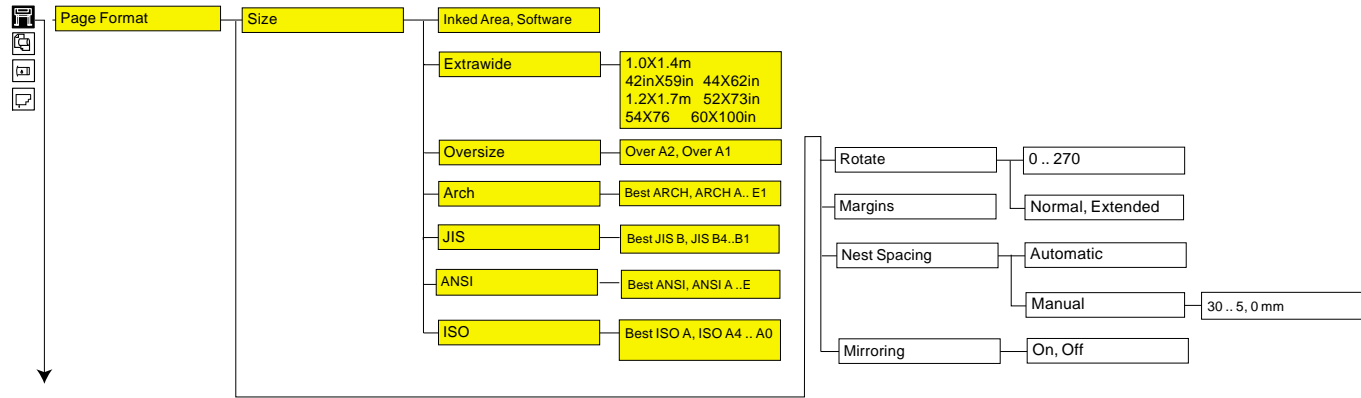 Page Format
Size
Inked Area, Software
Extrawide
1.0X1.4m
42inX59in 44X62in
1.2X1.7m 52X73in
54X76 60X100in
Oversize
Over A2, Over A1
Arch
Best ARCH, ARCH A.. E1
JIS
Best JIS B, JIS B4..B1
ANSI
Best ANSI, ANSI A ..E
ISO
Best ISO A, ISO A4 .. A0
Rotate
0 .. 270
Margins
Normal, Extended
Nest Spacing
Automatic
Manual
30 .. 5, 0 mm
Mirroring
On, Off